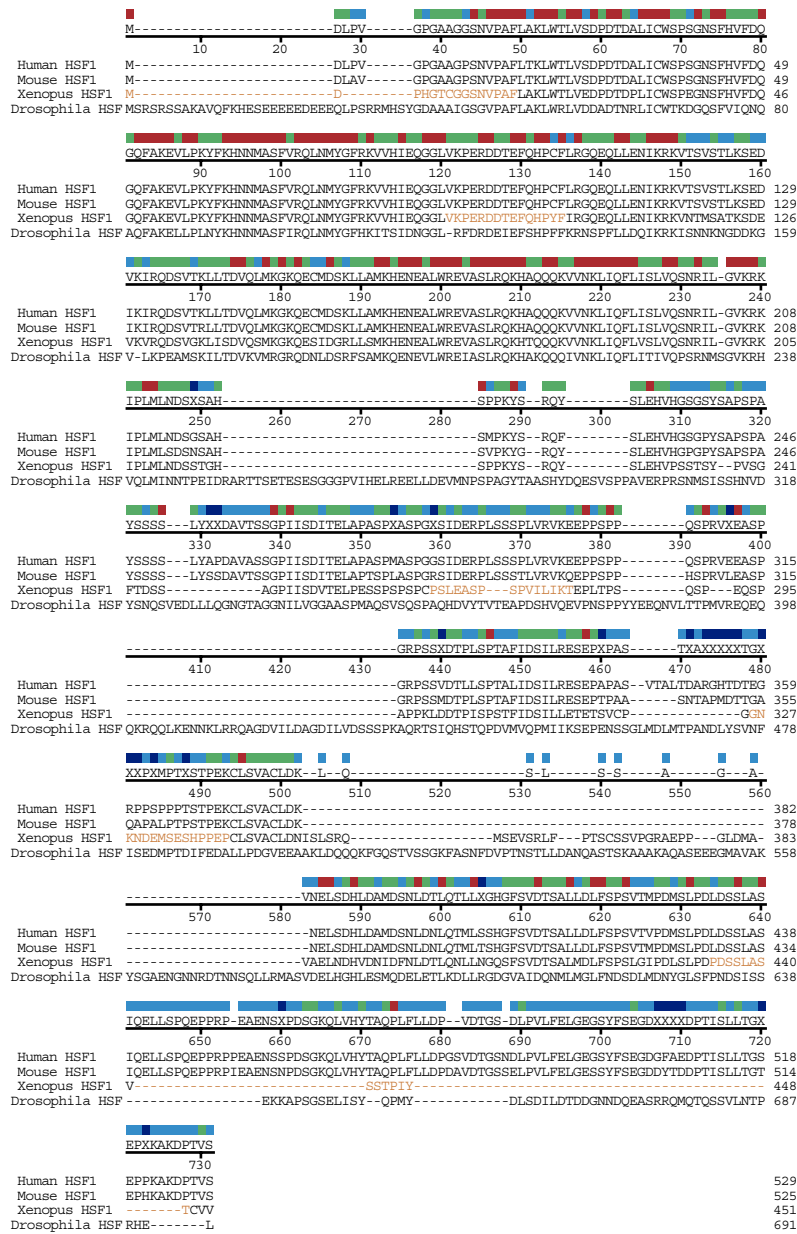 M-------------------------DLPV------GPGAAGGSNVPAFLAKLWTLVSDPDTDALICWSPSGNSFHVFDQ
10 20 30 40 50 60 70 80
Human HSF1 M-------------------------DLPV------GPGAAGPSNVPAFLTKLWTLVSDPDTDALICWSPSGNSFHVFDQ 49
Mouse HSF1 M-------------------------DLAV------GPGAAGPSNVPAFLTKLWTLVSDPDTDALICWSPEGNSFHVFDQ 49
Xenopus HSF1 M-------------------------D---------PHGTCGGSNVPAFLAKLWTLVEDPDTDPLICWSPEGNSFHVFDQ 46
Drosophila HSF MSRSRSSAKAVQFKHESEEEEEDEEEQLPSRRMHSYGDAAAIGSGVPAFLAKLWRLVDDADTNRLICWTKDGQSFVIQNQ 80
GQFAKEVLPKYFKHNNMASFVRQLNMYGFRKVVHIEQGGLVKPERDDTEFQHPCFLRGQEQLLENIKRKVTSVSTLKSED
90 100 110 120 130 140 150 160
Human HSF1 GQFAKEVLPKYFKHNNMASFVRQLNMYGFRKVVHIEQGGLVKPERDDTEFQHPCFLRGQEQLLENIKRKVTSVSTLKSED 129
Mouse HSF1 GQFAKEVLPKYFKHNNMASFVRQLNMYGFRKVVHIEQGGLVKPERDDTEFQHPCFLRGQEQLLENIKRKVTSVSTLKSED 129
Xenopus HSF1 GQFAKEVLPKYFKHNNMASFVRQLNMYGFRKVVHIEQGGLVKPERDDTEFQHPYFIRGQEQLLENIKRKVNTMSATKSDE 126
Drosophila HSF AQFAKELLPLNYKHNNMASFIRQLNMYGFHKITSIDNGGL-RFDRDEIEFSHPFFKRNSPFLLDQIKRKISNNKNGDDKG 159
VKIRQDSVTKLLTDVQLMKGKQECMDSKLLAMKHENEALWREVASLRQKHAQQQKVVNKLIQFLISLVQSNRIL-GVKRK
170 180 190 200 210 220 230 240
Human HSF1 IKIRQDSVTKLLTDVQLMKGKQECMDSKLLAMKHENEALWREVASLRQKHAQQQKVVNKLIQFLISLVQSNRIL-GVKRK 208
Mouse HSF1 IKIRQDSVTRLLTDVQLMKGKQECMDSKLLAMKHENEALWREVASLRQKHAQQQKVVNKLIQFLISLVQSNRIL-GVKRK 208
Xenopus HSF1 VKVRQDSVGKLISDVQSMKGKQESIDGRLLSMKHENEALWREVASLRQKHTQQQKVVNKLIQFLVSLVQSNRIL-GVKRK 205
Drosophila HSF V-LKPEAMSKILTDVKVMRGRQDNLDSRFSAMKQENEVLWREIASLRQKHAKQQQIVNKLIQFLITIVQPSRNMSGVKRH 238
IPLMLNDSXSAH--------------------------------SPPKYS--RQY--------SLEHVHGSGSYSAPSPA
250 260 270 280 290 300 310 320
Human HSF1 IPLMLNDSGSAH--------------------------------SMPKYS--RQF--------SLEHVHGPGPYSAPSPA 246
Mouse HSF1 IPLMLSDSNSAH--------------------------------SVPKYG--RQY--------SLEHVHGPGPYSAPSPA 246
Xenopus HSF1 IPLMLNDSSTGH--------------------------------SVPKYS--RQY--------SLEHVPSSTSY--PVSG 241
Drosophila HSF VQLMINNTPEIDRARTTSETESESGGGPVIHELREELLDEVMNPSPAGYTAASHYDQESVSPPAVERPRSNMSISSHNVD 318
YSSSS---LYXXDAVTSSGPIISDITELAPASPXASPGXSIDERPLSSSPLVRVKEEPPSPP--------QSPRVXEASP
330 340 350 360 370 380 390 400
Human HSF1 YSSSS---LYAPDAVASSGPIISDITELAPASPMASPGGSIDERPLSSSPLVRVKEEPPSPP--------QSPRVEEASP 315
Mouse HSF1 YSSSS---LYSSDAVTSSGPIISDITELAPTSPLASPGRSIDERPLSSSTLVRVKQEPPSPP--------HSPRVLEASP 315
Xenopus HSF1 FTDSS------------AGPIISDVTELPESSPSPSPCPSLEASP---SPVILIKTEPLTPS--------QSP--EQSP 295
Drosophila HSF YSNQSVEDLLLQGNGTAGGNILVGGAASPMAQSVSQSPAQHDVYTVTEAPDSHVQEVPNSPPYYEEQNVLTTPMVREQEQ 398
----------------------------------GRPSSXDTPLSPTAFIDSILRESEPXPAS------TXAXXXXXTGX
410 420 430 440 450 460 470 480
Human HSF1 ----------------------------------GRPSSVDTLLSPTALIDSILRESEPAPAS--VTALTDARGHTDTEG 359
Mouse HSF1 ----------------------------------GRPSSMDTPLSPTAFIDSILRESEPTPAA------SNTAPMDTTGA 355
Xenopus HSF1 ----------------------------------APPKLDDTPISPSTFIDSILLETETSVCP--------------GGN 327
Drosophila HSF QKRQQLKENNKLRRQAGDVILDAGDILVDSSSPKAQRTSIQHSTQPDVMVQPMIIKSEPENSSGLMDLMTPANDLYSVNF 478
XXPXMPTXSTPEKCLSVACLDK--L--Q----------------------S-L------S-S-----A------A---A-
490 500 510 520 530 540 550 560
Human HSF1 RPPSPPPTSTPEKCLSVACLDK---------------------------------------------------------- 382
Mouse HSF1 QAPALPTPSTPEKCLSVACLDK---------------------------------------------------------- 378
Xenopus HSF1 KNDEMSESHPPEPCLSVACLDNISLSRQ------------------MSEVSRLF---PTSCSSVPGRAEPP---GLDMA- 383
Drosophila HSF ISEDMPTDIFEDALLPDGVEEAAKLDQQQKFGQSTVSSGKFASNFDVPTNSTLLDANQASTSKAAAKAQASEEEGMAVAK 558
----------------------VNELSDHLDAMDSNLDTLQTLLXGHGFSVDTSALLDLFSPSVTMPDMSLPDLDSSLAS
570 580 590 600 610 620 630 640
Human HSF1 -----------------------NELSDHLDAMDSNLDNLQTMLSSHGFSVDTSALLDLFSPSVTVPDMSLPDLDSSLAS 438
Mouse HSF1 -----------------------NELSDHLDAMDSNLDNLQTMLTSHGFSVDTSALLDLFSPSVTMPDMSLPDLDSSLAS 434
Xenopus HSF1 ----------------------VAELNDHVDNIDFNLDTLQNLLNGQSFSVDTSALMDLFSPSLGIPDLSLPDPDSSLAS 440
Drosophila HSF YSGAENGNNRDTNNSQLLRMASVDELHGHLESMQDELETLKDLLRGDGVAIDQNMLMGLFNDSDLMDNYGLSFPNDSISS 638
IQELLSPQEPPRP-EAENSXPDSGKQLVHYTAQPLFLLDP--VDTGS-DLPVLFELGEGSYFSEGDXXXXDPTISLLTGX
650 660 670 680 690 700 710 720
Human HSF1 IQELLSPQEPPRPPEAENSSPDSGKQLVHYTAQPLFLLDPGSVDTGSNDLPVLFELGEGSYFSEGDGFAEDPTISLLTGS 518
Mouse HSF1 IQELLSPQEPPRPIEAENSNPDSGKQLVHYTAQPLFLLDPDAVDTGSSELPVLFELGEGSYFSEGDDYTDDPTISLLTGT 514
Xenopus HSF1 V-----------------------------SSTPIY-------------------------------------------- 448
Drosophila HSF -----------------EKKAPSGSELISY--QPMY------------DLSDILDTDDGNNDQEASRRQMQTQSSVLNTP 687
EPXKAKDPTVS
730
Human HSF1 EPPKAKDPTVS 529
Mouse HSF1 EPHKAKDPTVS 525
Xenopus HSF1 -------TCVV 451
Drosophila HSF RHE-------L 691